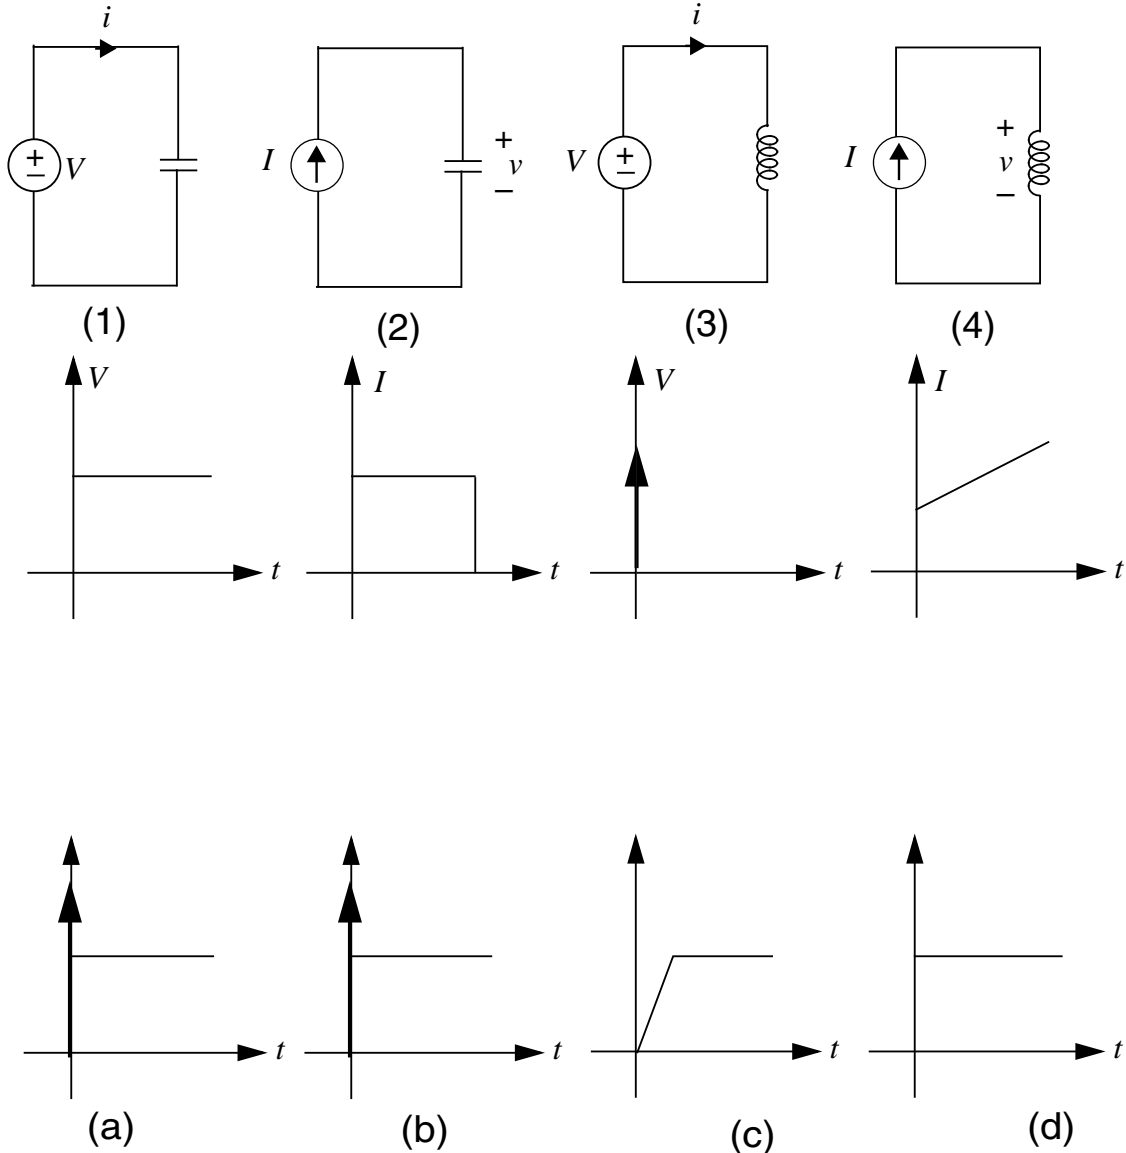 i i
V I + v − V I + v −
(1) (2) (3) (4)
V I V I
t t t t
t t t t
(a) (b) (c) (d)